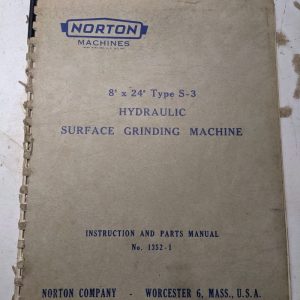 NORTON
MACHINES
8" x 24" Type S-3
HYDRAULIC
SURFACE GRINDING MACHINE
INSTRUCTION AND PARTS MANUAL
No. 1352-1
NORTON COMPANY - WORCESTER 6, MASS., U.S.A.